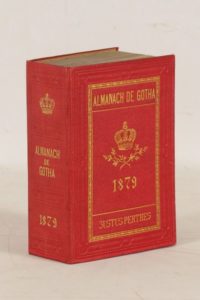 ALMANACH
DE
GOTHA
1879
ALMANACH DE GOTHA
1879
JUSTUS PERTHES